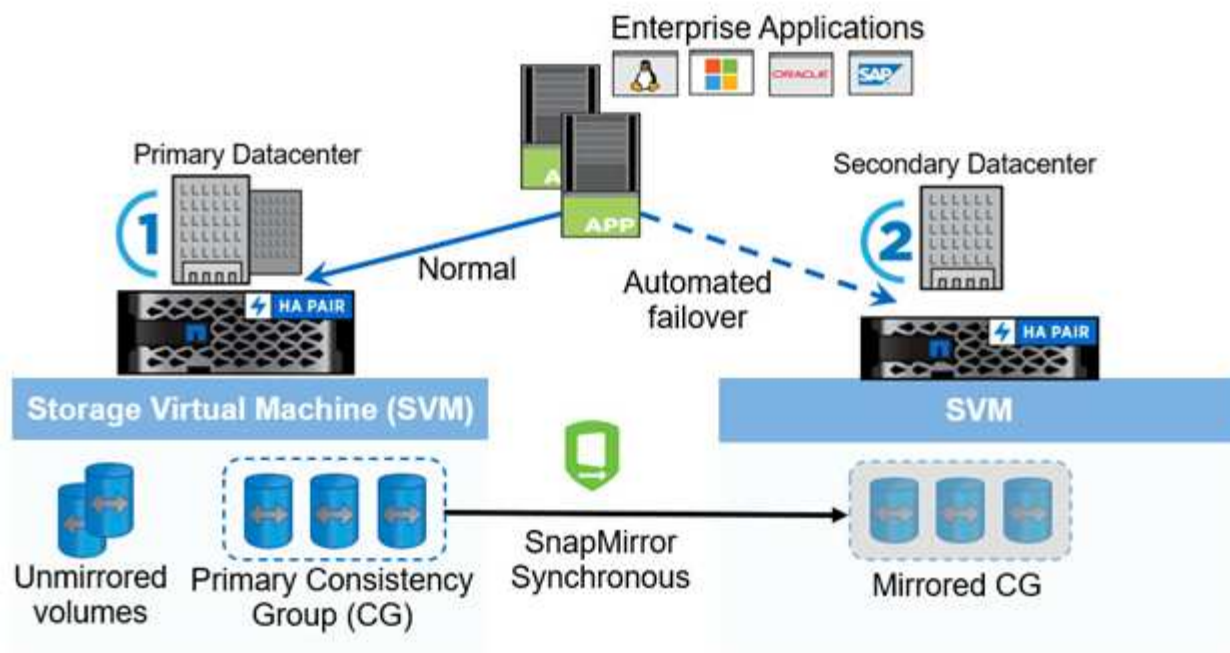 Enterprise Applications
ORACLE
SAP
Primary Datacenter
Secondary Datacenter
1
APP
2
Normal
Automated
failover
HA PAIR
HA PAIR
Storage Virtual Machine (SVM)
SVM
SnapMirror
Synchronous
Unmirrored
volumes
Primary Consistency
Group (CG)
Mirrored CG